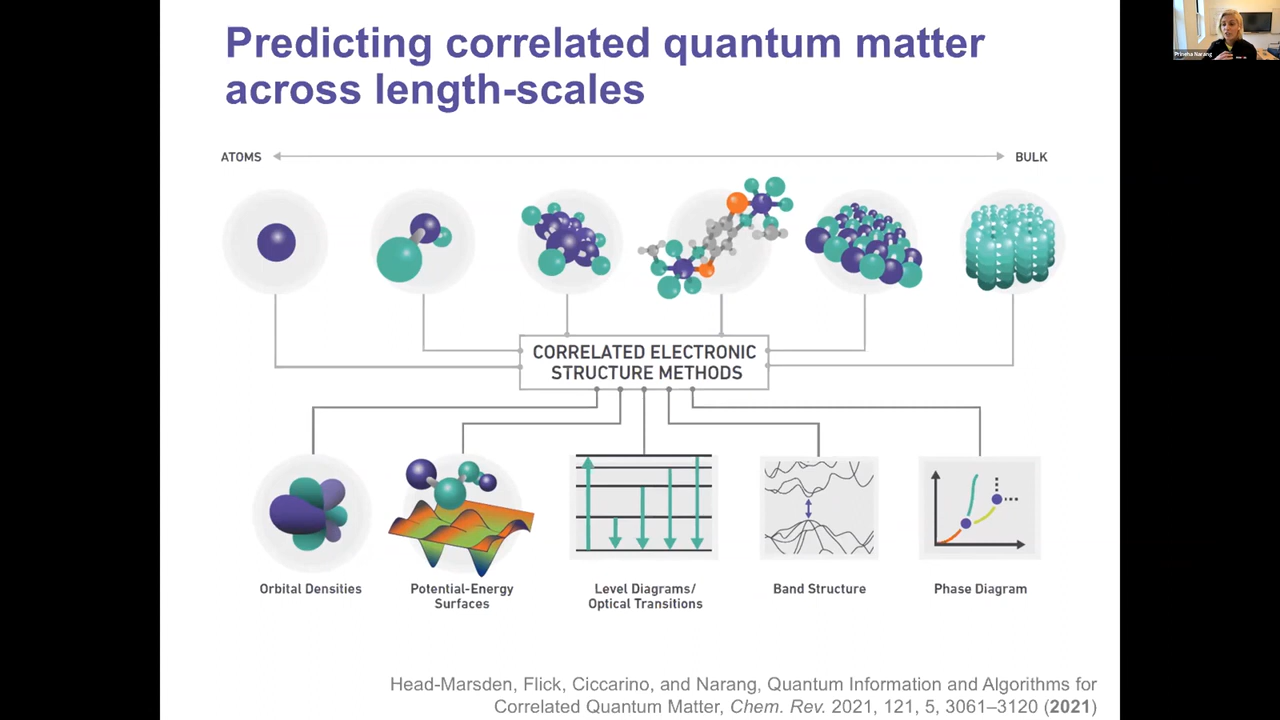 Predicting correlated quantum matter
across length-scales
Prineha Narang
ATOMS
BULK
CORRELATED ELECTRONIC
STRUCTURE METHODS
Orbital Densities
Potential-Energy
Surfaces
Level Diagrams/
Optical Transitions
Band Structure
Phase Diagram
Head-Marsden, Flick, Ciccarino, and Narang, Quantum Information and Algorithms for
Correlated Quantum Matter, Chem. Rev. 2021, 121, 5, 3061–3120 (2021)